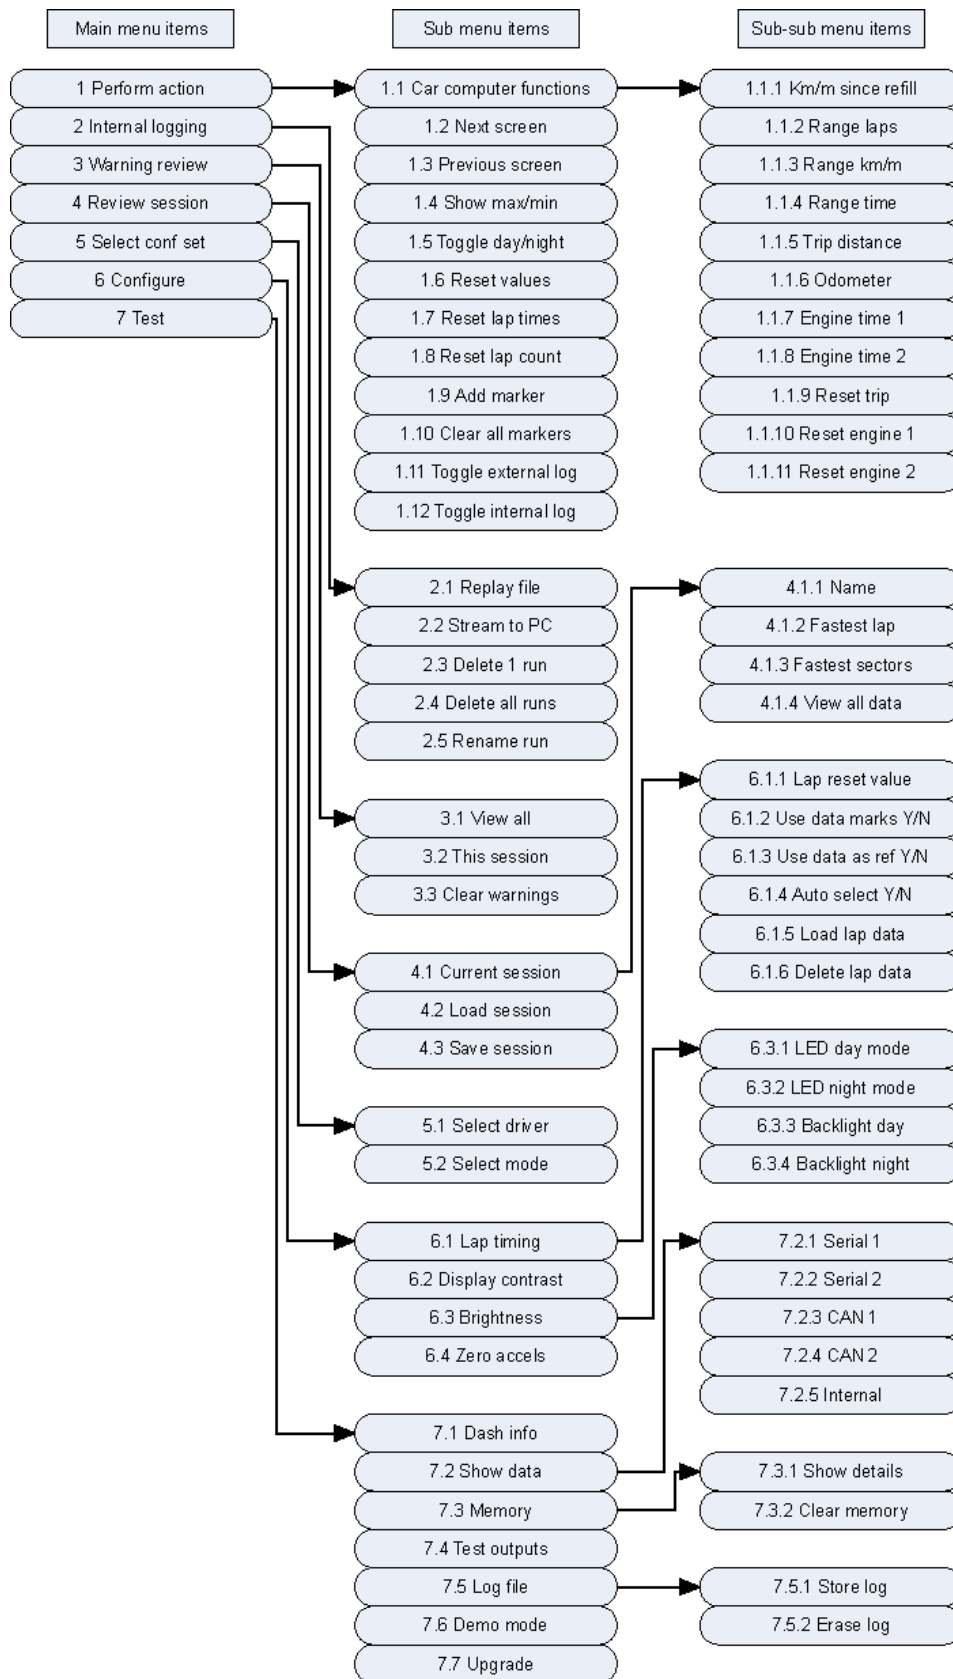 Main menu items
Sub menu items
Sub-sub menu items
1 Perform action
2 Internal logging
3 Warning review
4 Review session
5 Select conf set
6 Configure
7 Test
1.1 Car computer functions
1.2 Next screen
1.3 Previous screen
1.4 Show max/min
1.5 Toggle day/night
1.6 Reset values
1.7 Reset lap times
1.8 Reset lap count
1.9 Add marker
1.10 Clear all markers
1.11 Toggle external log
1.12 Toggle internal log
2.1 Replay file
2.2 Stream to PC
2.3 Delete 1 run
2.4 Delete all runs
2.5 Rename run
3.1 View all
3.2 This session
3.3 Clear warnings
4.1 Current session
4.2 Load session
4.3 Save session
5.1 Select driver
5.2 Select mode
6.1 Lap timing
6.2 Display contrast
6.3 Brightness
6.4 Zero accels
7.1 Dash info
7.2 Show data
7.3 Memory
7.4 Test outputs
7.5 Log file
7.6 Demo mode
7.7 Upgrade
1.1.1 Km/m since refill
1.1.2 Range laps
1.1.3 Range km/m
1.1.4 Range time
1.1.5 Trip distance
1.1.6 Odometer
1.1.7 Engine time 1
1.1.8 Engine time 2
1.1.9 Reset trip
1.1.10 Reset engine 1
1.1.11 Reset engine 2
4.1.1 Name
4.1.2 Fastest lap
4.1.3 Fastest sectors
4.1.4 View all data
6.1.1 Lap reset value
6.1.2 Use data marks Y/N
6.1.3 Use data as ref Y/N
6.1.4 Auto select Y/N
6.1.5 Load lap data
6.1.6 Delete lap data
6.3.1 LED day mode
6.3.2 LED night mode
6.3.3 Backlight day
6.3.4 Backlight night
7.2.1 Serial 1
7.2.2 Serial 2
7.2.3 CAN 1
7.2.4 CAN 2
7.2.5 Internal
7.3.1 Show details
7.3.2 Clear memory
7.5.1 Store log
7.5.2 Erase log